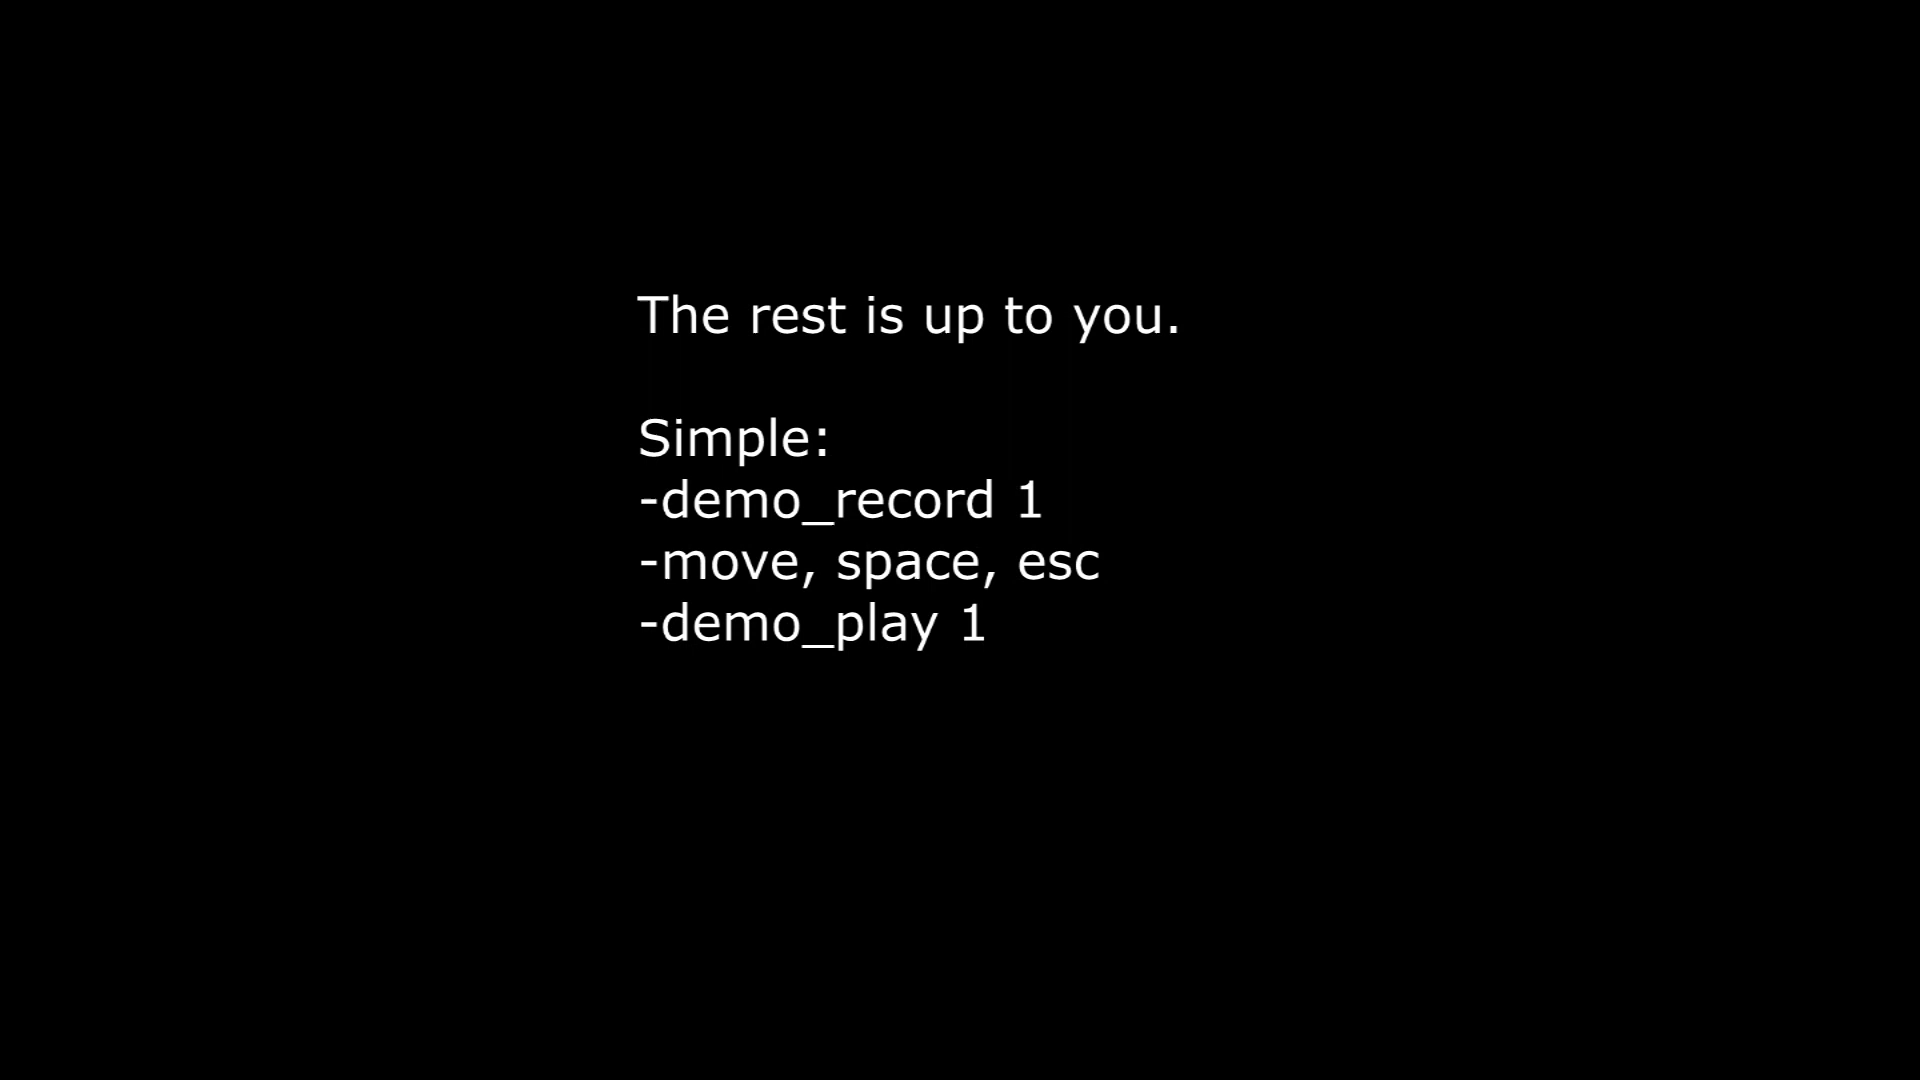 The rest is up to you.
Simple:
-demo_record 1
-move, space, esc
-demo_play 1